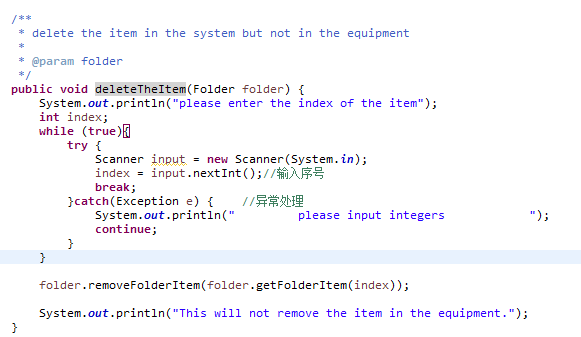 /**
 * delete the item in the system but not in the equipment
 *
 * @param folder
 */
public void deleteTheItem(Folder folder) {
    System.out.println("please enter the index of the item");
    int index;
    while (true){
        try {
            Scanner input = new Scanner(System.in);
            index = input.nextInt();//输入序号
            break;
        }catch(Exception e) {    //异常处理
            System.out.println("         please input integers            ");
            continue;
        }
    }

    folder.removeFolderItem(folder.getFolderItem(index));

    System.out.println("This will not remove the item in the equipment.");
}